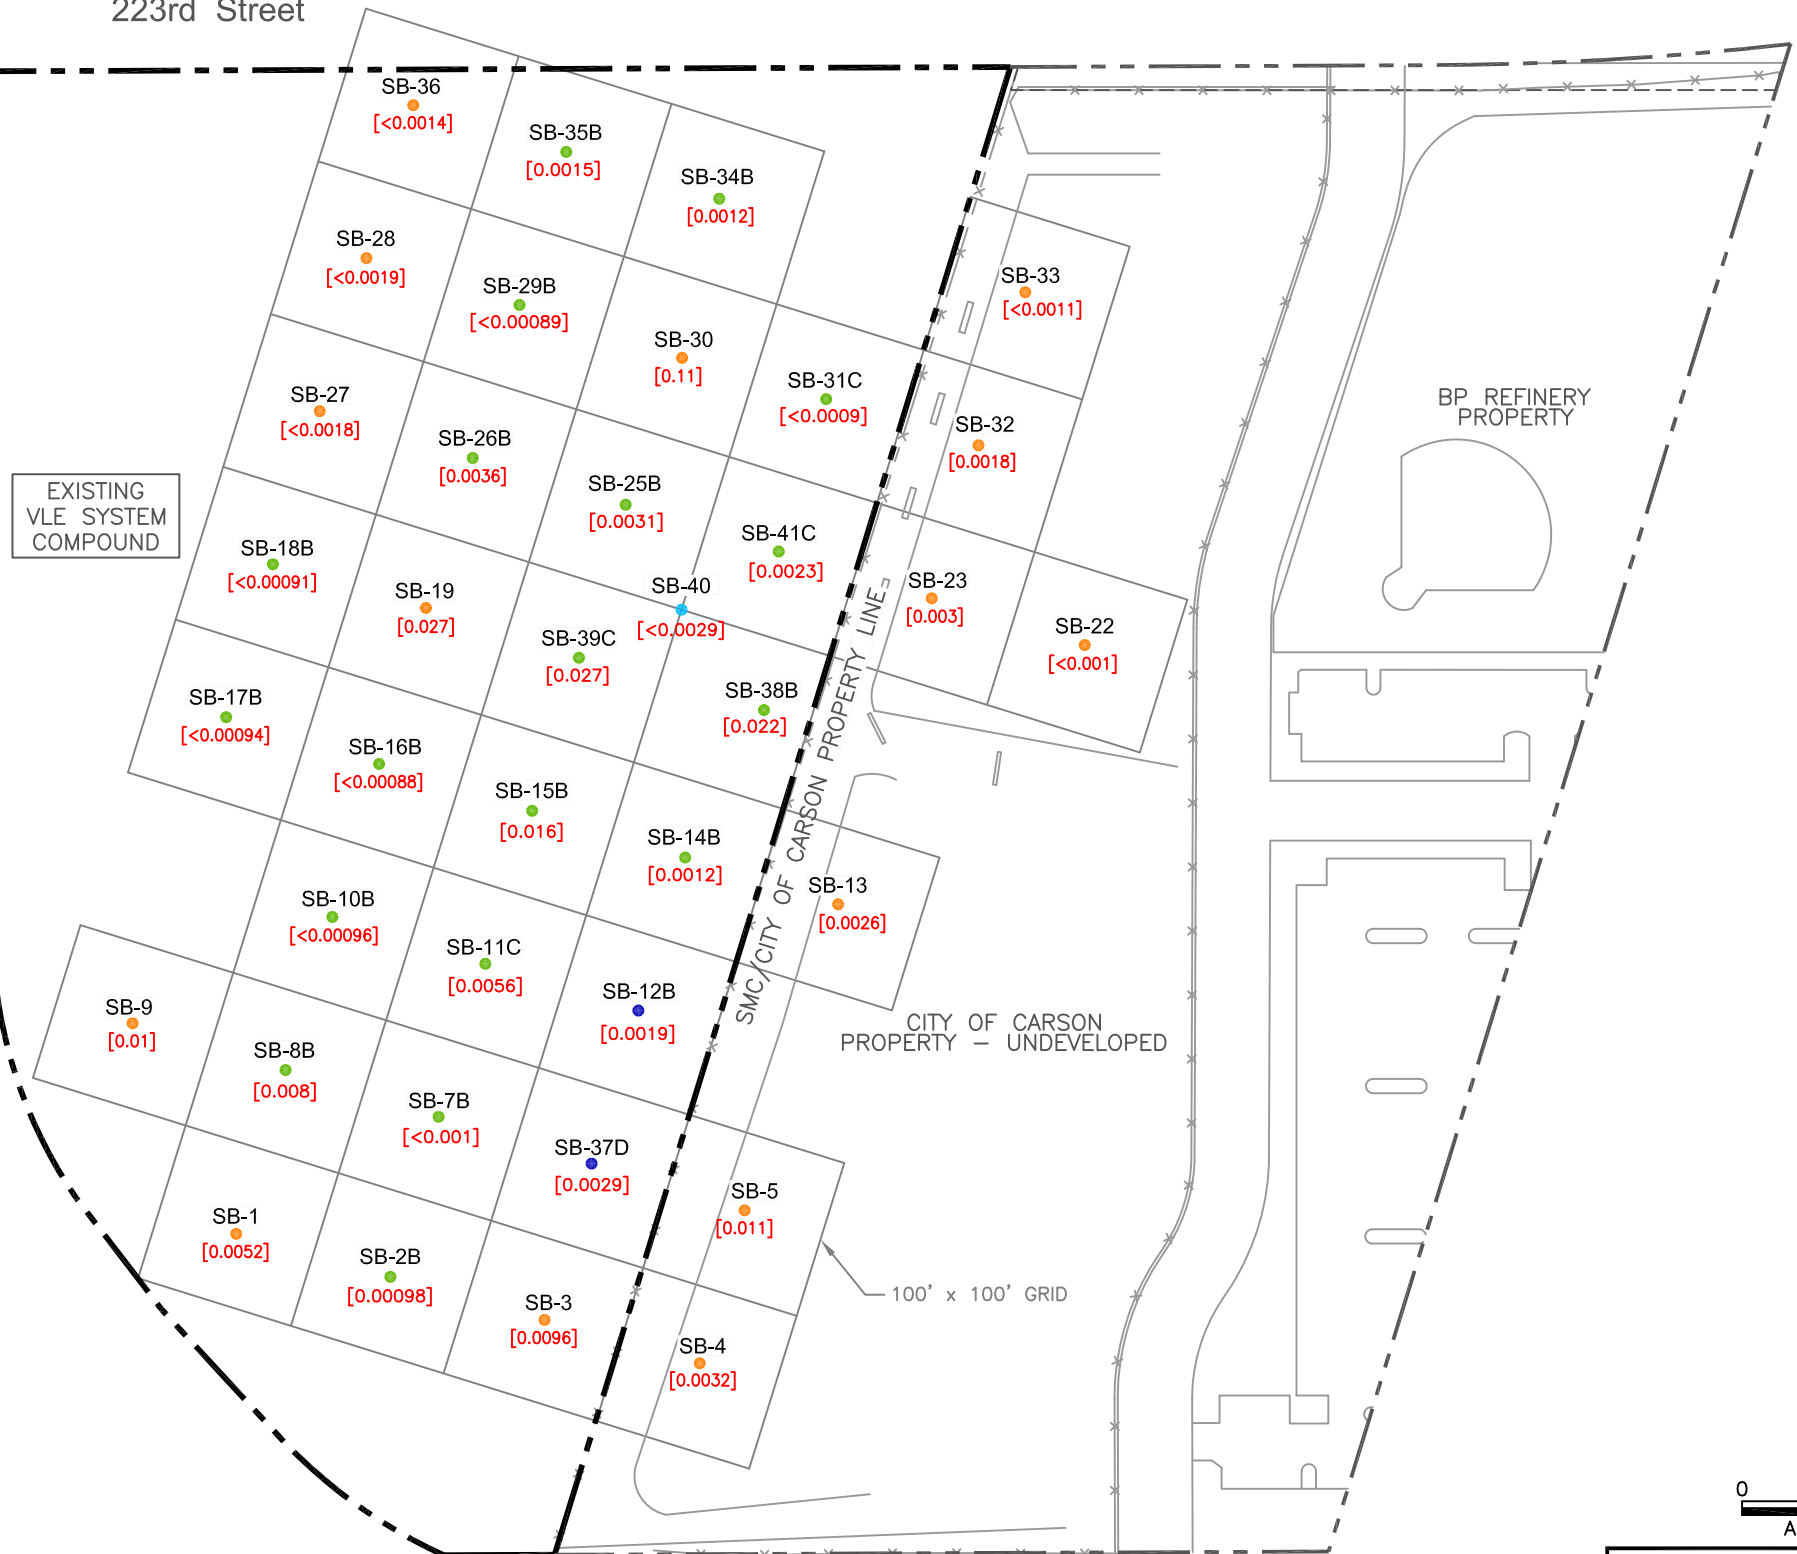 223rd Street
SB-36
[<0.0014]
SB-35B
[0.0015]
SB-34B
[0.0012]
SB-28
[<0.0019]
SB-29B
[<0.00089]
SB-33
[<0.0011]
SB-30
[0.11]
SB-31C
[<0.0009]
SB-27
[<0.0018]
SB-26B
[0.0036]
SB-32
[0.0018]
BP REFINERY
PROPERTY
EXISTING
VLE SYSTEM
COMPOUND
SB-25B
[0.0031]
SB-18B
[<0.00091]
SB-41C
[0.0023]
SB-19
[0.027]
SB-40
[<0.0029]
SB-23
[0.003]
SB-39C
[0.027]
SB-22
[<0.001]
SB-17B
[<0.00094]
SB-38B
[0.022]
SB-16B
[<0.00088]
SB-15B
[0.016]
SMC/CITY OF CARSON PROPERTY LINE
SB-14B
[0.0012]
SB-13
[0.0026]
SB-10B
[<0.00096]
SB-11C
[0.0056]
SB-12B
[0.0019]
SB-9
[0.01]
CITY OF CARSON
PROPERTY – UNDEVELOPED
SB-8B
[0.008]
SB-7B
[<0.001]
SB-37D
[0.0029]
SB-5
[0.011]
SB-1
[0.0052]
SB-2B
[0.00098]
100' x 100' GRID
SB-3
[0.0096]
SB-4
[0.0032]
0
A